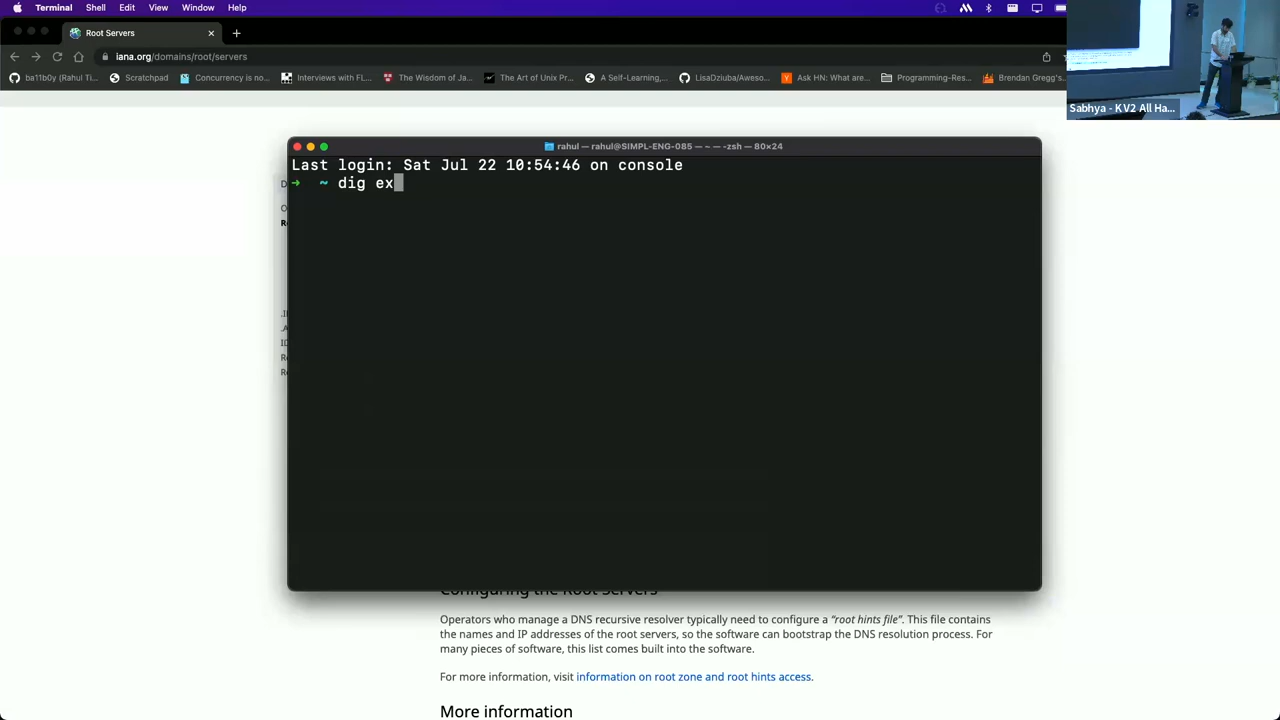 Terminal Shell Edit View Window Help
Root Servers
iana.org/domains/root/servers
ba11b0y (Rahul Ti...
Scratchpad
Concurrency is no...
Interviews with FL...
The Wisdom of Ja...
The Art of Unix Pr...
A Self-Learning,...
LisaDziuba/Aweso...
Ask HN: What are...
Programming-Res...
Brendan Gregg's...
Sabhya - K V2 All Ha...
rahul — rahul@SIMPL-ENG-085 — ~ — -zsh — 80×24
Last login: Sat Jul 22 10:54:46 on console
→ ~ dig ex
Configuring the Root Servers
Operators who manage a DNS recursive resolver typically need to configure a “root hints file”. This file contains
the names and IP addresses of the root servers, so the software can bootstrap the DNS resolution process. For
many pieces of software, this list comes built into the software.
For more information, visit information on root zone and root hints access.
More information